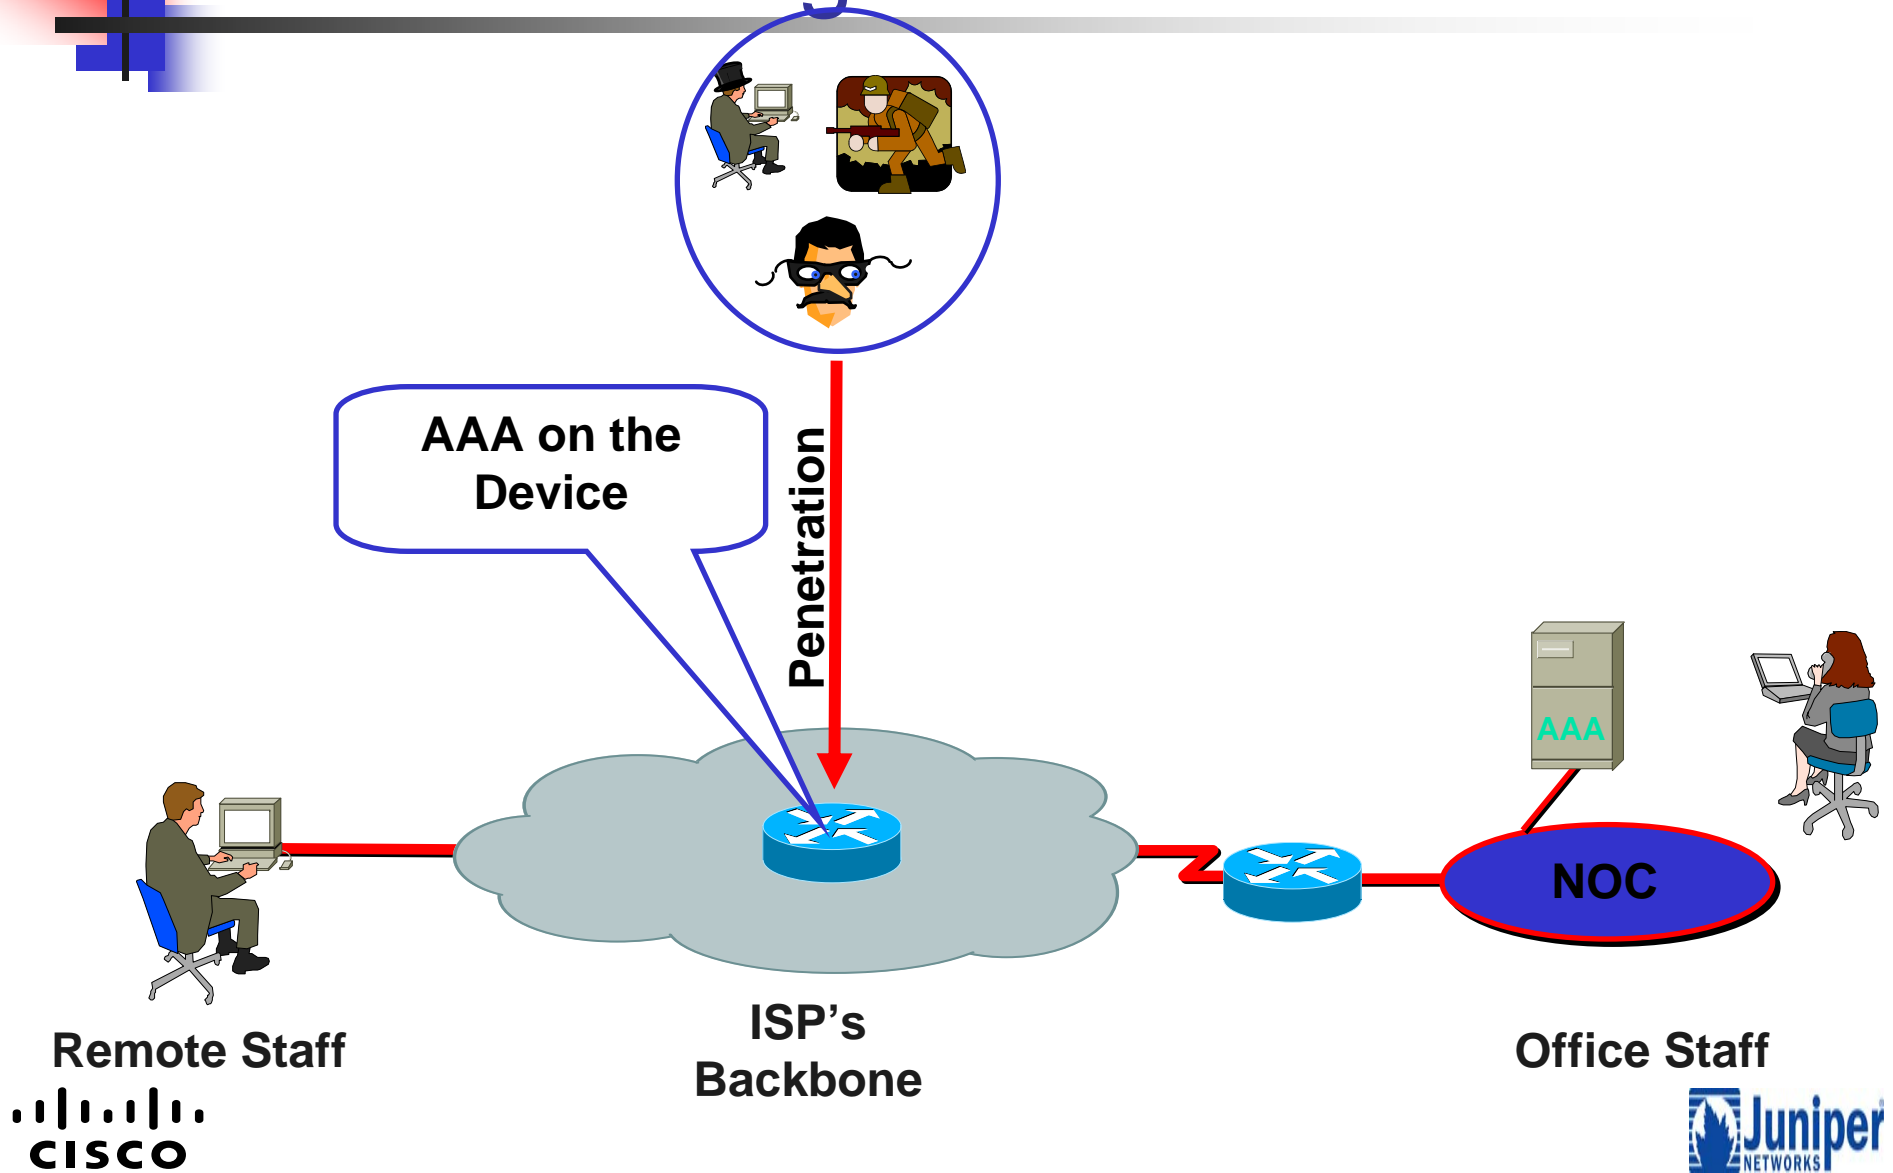 AAA on the
Device
Penetration
AAA
NOC
Remote Staff
ISP's
Backbone
Office Staff
CISCO
Juniper
NETWORKS